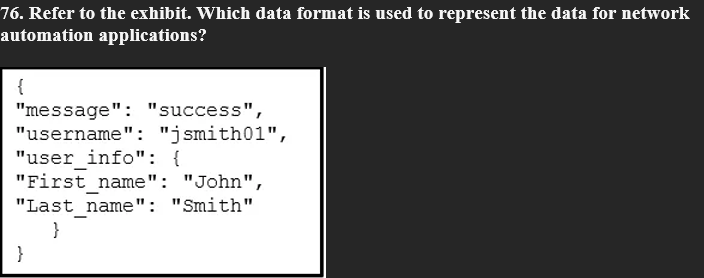 76. Refer to the exhibit. Which data format is used to represent the data for network
automation applications?
{
"message": "success",
"username": "jsmith01",
"user_info": {
"First_name": "John",
"Last_name": "Smith"
}
}